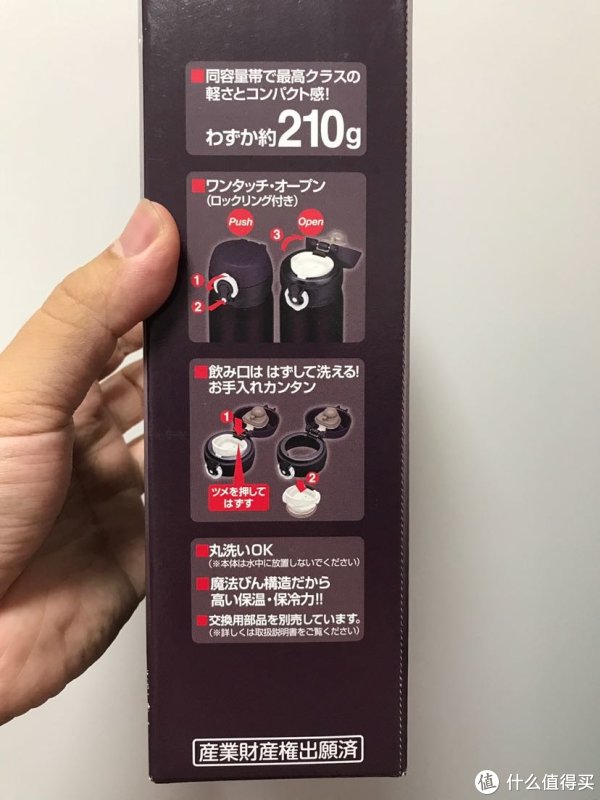 同容量帯で最高クラスの
軽さとコンパクト感!
わずか約210g
ワンタッチ・オープン
(ロックリング付き)
Push
Open
3
1
2
飲み口は はずして洗える!
お手入れカンタン
1
2
ツメを押して
はずす
丸洗いOK
(※本体は水中に放置しないでください)
魔法びん構造だから
高い保温・保冷力!!
交換用部品を別売しています。
(※詳しくは取扱説明書をご覧ください)
産業財産権出願済
值 什么值得买